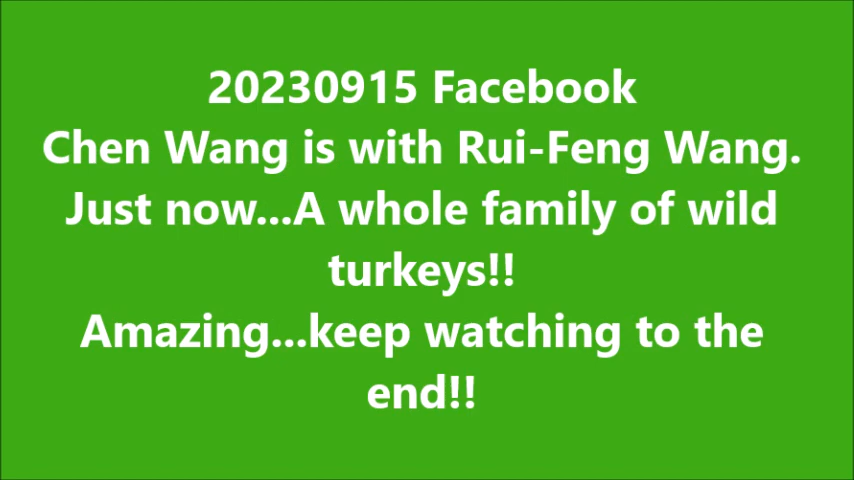 20230915 Facebook
Chen Wang is with Rui-Feng Wang.
Just now...A whole family of wild
turkeys!!
Amazing...keep watching to the
end!!